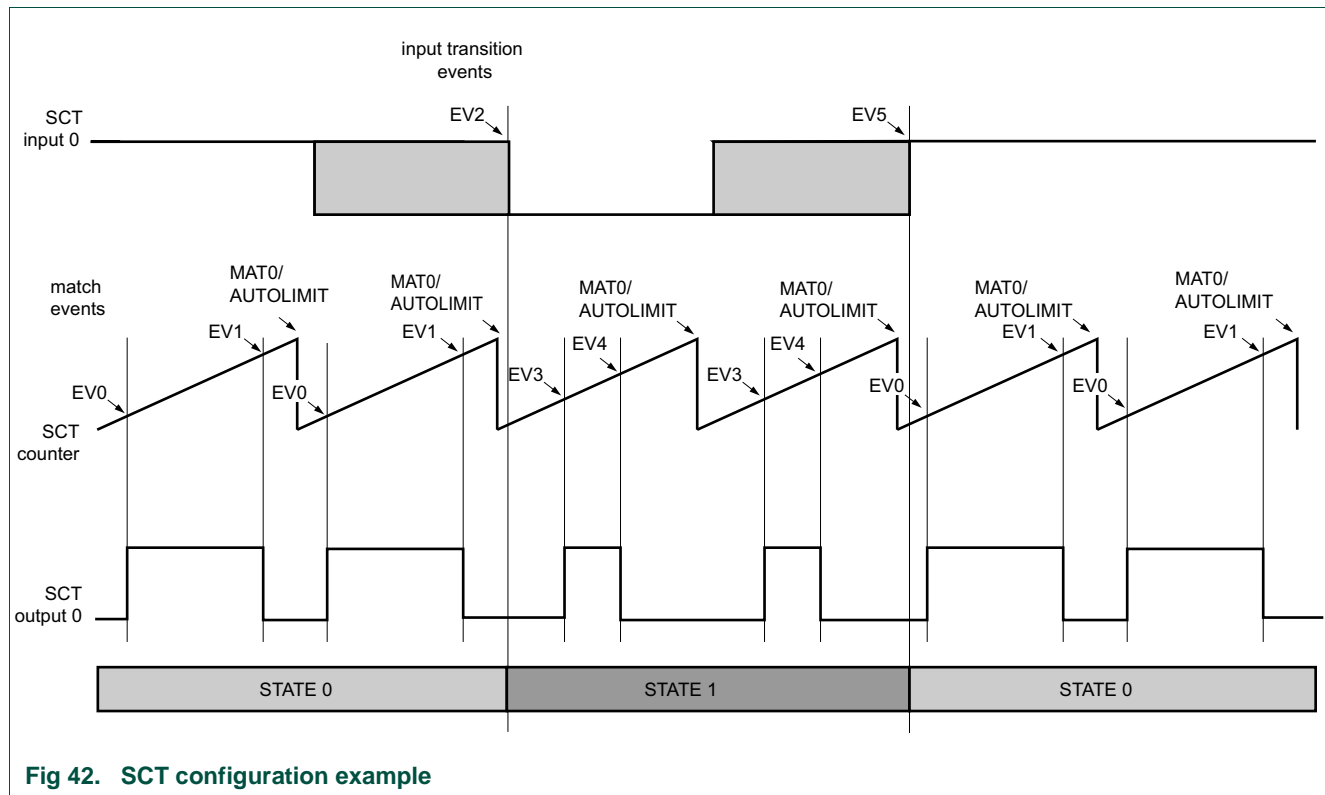 input transition
events
SCT
input 0
EV2
EV5
match
events
MAT0/
AUTOLIMIT
MAT0/
AUTOLIMIT
MAT0/
AUTOLIMIT
MAT0/
AUTOLIMIT
MAT0/
AUTOLIMIT
MAT0/
AUTOLIMIT
EV0
EV1
EV0
EV1
EV3
EV4
EV3
EV4
EV0
EV1
EV0
EV1
SCT
counter
SCT
output 0
STATE 0
STATE 1
STATE 0
Fig 42. SCT configuration example